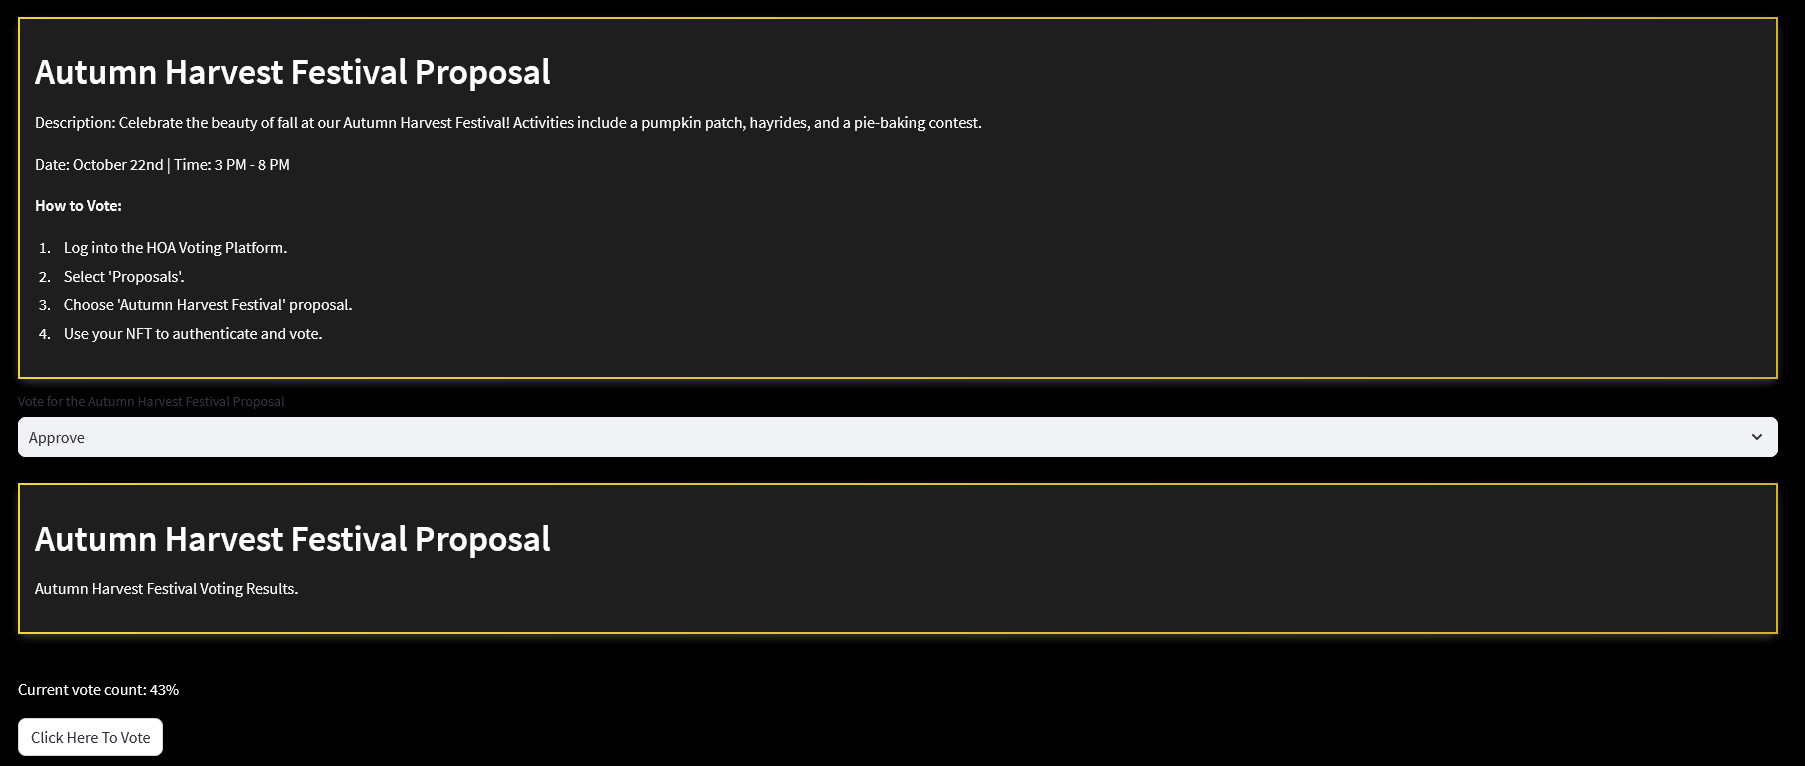 Autumn Harvest Festival Proposal
Description: Celebrate the beauty of fall at our Autumn Harvest Festival! Activities include a pumpkin patch, hayrides, and a pie-baking contest.
Date: October 22nd | Time: 3 PM - 8 PM
How to Vote:
1. Log into the HOA Voting Platform.
2. Select 'Proposals'.
3. Choose 'Autumn Harvest Festival' proposal.
4. Use your NFT to authenticate and vote.
Vote for the Autumn Harvest Festival Proposal
Approve
Autumn Harvest Festival Proposal
Autumn Harvest Festival Voting Results.
Current vote count: 43%
Click Here To Vote